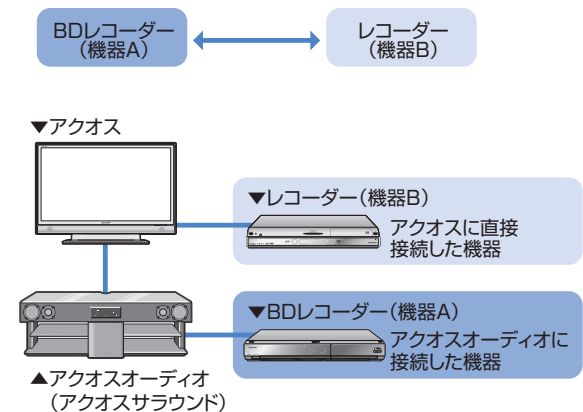 BDレコーダー
（機器A）
レコーダー
（機器B）
▼アクオス
▼レコーダー（機器B）
アクオスに直接
接続した機器
▼BDレコーダー（機器A）
アクオスオーディオに
接続した機器
▲アクオスオーディオ
（アクオスサラウンド）